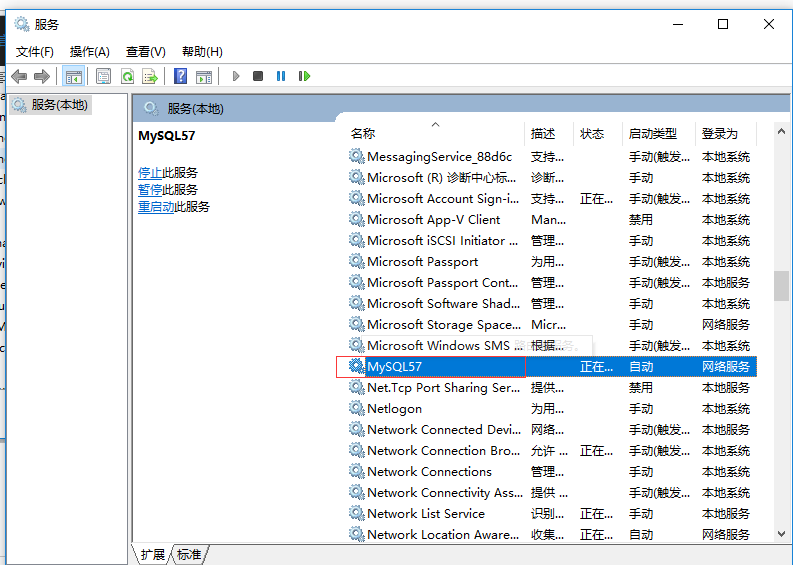 服务
文件(F) 操作(A) 查看(V) 帮助(H)
服务(本地)
服务(本地)
MySQL57
停止此服务
暂停此服务
重启动此服务
名称 描述 状态 启动类型 登录为
MessagingService_88d6c 支持... 手动(触发... 本地系统
Microsoft (R) 诊断中心标... 诊断... 手动 本地系统
Microsoft Account Sign-i... 支持... 正在... 手动(触发... 本地系统
Microsoft App-V Client Man... 禁用 本地系统
Microsoft iSCSI Initiator ... 管理... 手动 本地系统
Microsoft Passport 为用... 手动(触发... 本地系统
Microsoft Passport Cont... 管理... 手动(触发... 本地服务
Microsoft Software Shad... 管理... 手动 本地系统
Microsoft Storage Space... Micr... 手动 网络服务
Microsoft Windows SMS ... 根据... 手动(触发... 本地系统
MySQL57 正在... 自动 网络服务
Net.Tcp Port Sharing Ser... 提供... 禁用 本地服务
Netlogon 为用... 手动 本地系统
Network Connected Devi... 网络... 手动(触发... 本地服务
Network Connection Bro... 允许 ... 正在... 手动(触发... 本地系统
Network Connections 管理... 手动 本地系统
Network Connectivity Ass... 提供 ... 手动(触发... 本地系统
Network List Service 识别... 正在... 手动 本地服务
Network Location Aware... 收集... 正在... 自动 网络服务
扩展 标准